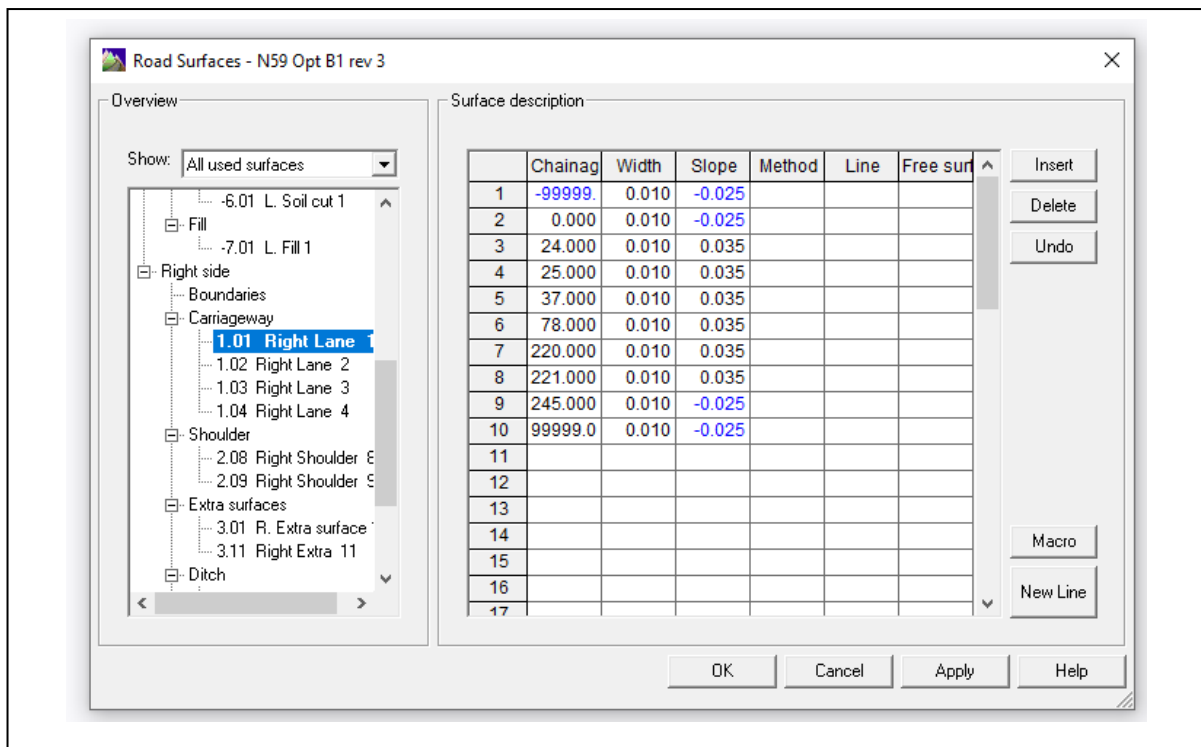 Road Surfaces - N59 Opt B1 rev 3
Overview
Show: All used surfaces
-6.01 L. Soil cut 1
Fill
-7.01 L. Fill 1
Right side
Boundaries
Carriageway
1.01 Right Lane 1
1.02 Right Lane 2
1.03 Right Lane 3
1.04 Right Lane 4
Shoulder
2.08 Right Shoulder 8
2.09 Right Shoulder 9
Extra surfaces
3.01 R. Extra surface
3.11 Right Extra 11
Ditch
Surface description
Chainag Width Slope Method Line Free surf
1 -99999. 0.010 -0.025
2 0.000 0.010 -0.025
3 24.000 0.010 0.035
4 25.000 0.010 0.035
5 37.000 0.010 0.035
6 78.000 0.010 0.035
7 220.000 0.010 0.035
8 221.000 0.010 0.035
9 245.000 0.010 -0.025
10 99999.0 0.010 -0.025
11
12
13
14
15
16
17
Insert
Delete
Undo
Macro
New Line
OK Cancel Apply Help